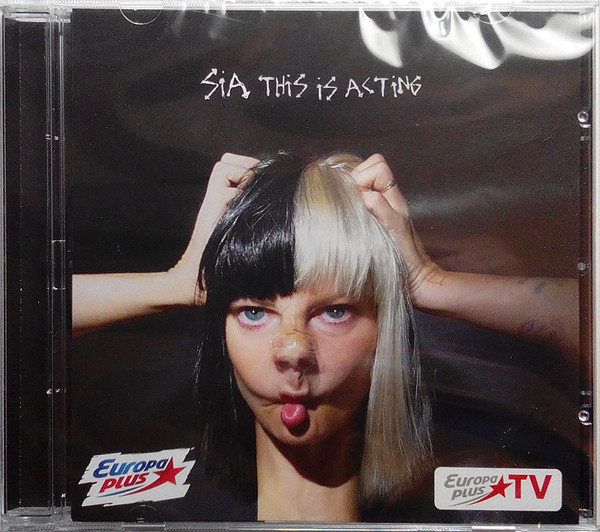 SiA THiS iS ACTiNG
Europa
plus
Europa
plus TV